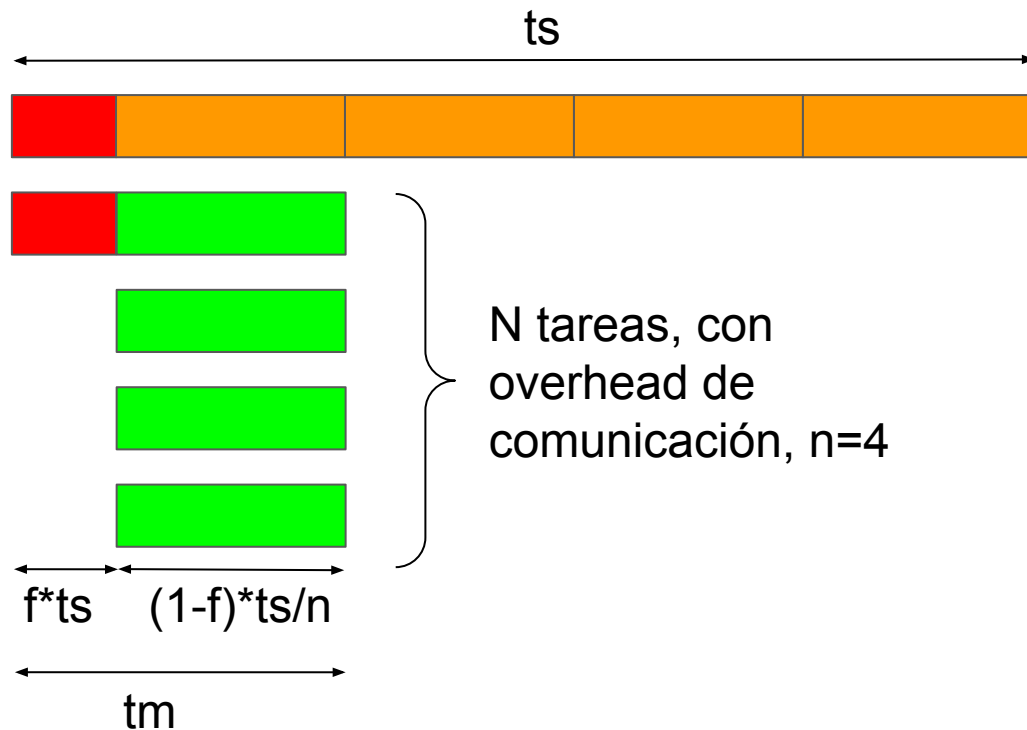 ts
N tareas, con
overhead de
comunicación, n=4
f*ts
(1-f)*ts/n
tm